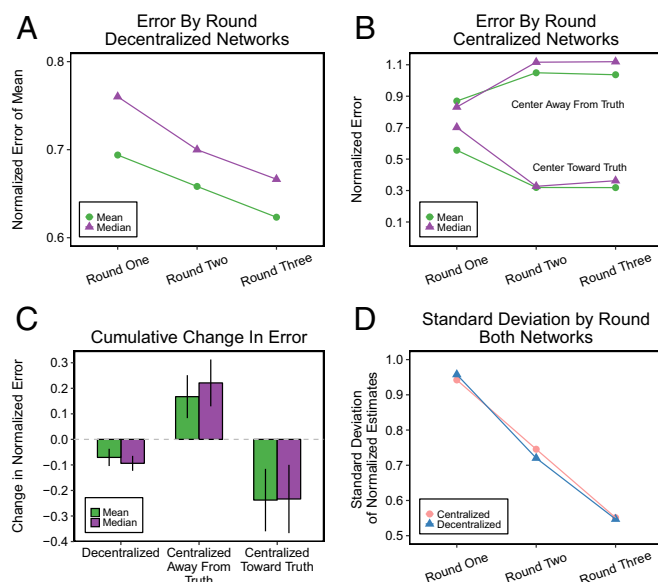 A
Error By Round
Decentralized Networks
Normalized Error of Mean
0.8
0.7
0.6
Mean
Median
Round One
Round Two
Round Three
B
Error By Round
Centralized Networks
Normalized Error
1.1
0.9
0.7
0.5
0.3
0.1
Center Away From Truth
Center Toward Truth
Mean
Median
Round One
Round Two
Round Three
C
Cumulative Change In Error
Change in Normalized Error
0.3
0.2
0.1
0.0
−0.1
−0.2
−0.3
−0.4
Mean
Median
Decentralized
Centralized
Away From
Truth
Centralized
Toward Truth
D
Standard Deviation by Round
Both Networks
Standard Deviation
of Normalized Estimates
1.0
0.9
0.8
0.7
0.6
0.5
Centralized
Decentralized
Round One
Round Two
Round Three